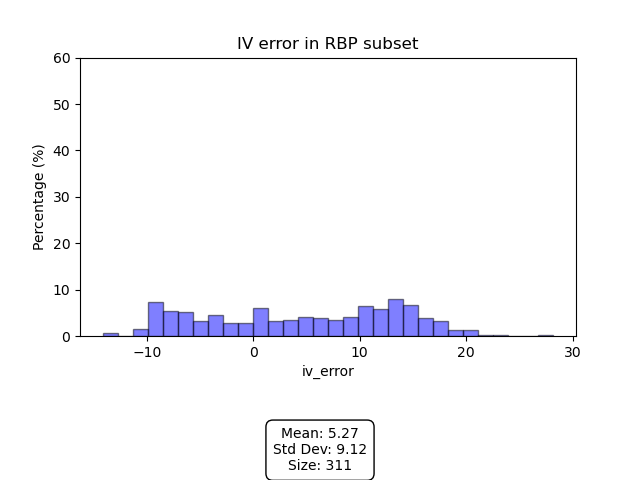 IV error in RBP subset
60
50
40
30
20
10
0
Percentage (%)
−10
0
10
20
30
iv_error
Mean: 5.27
Std Dev: 9.12
Size: 311